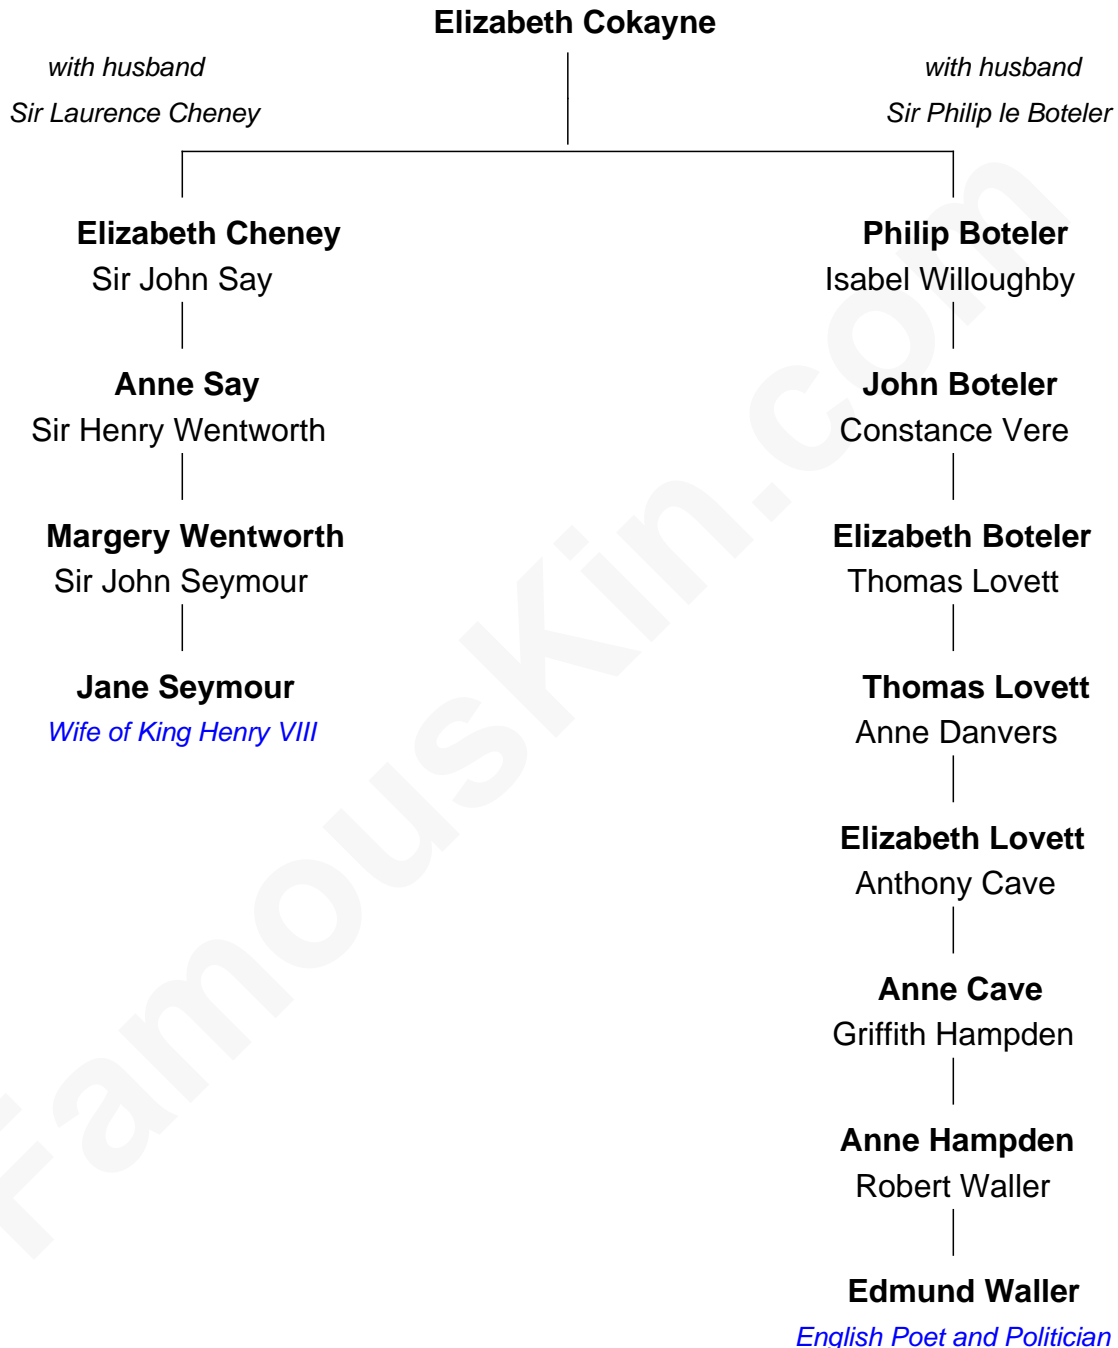 Elizabeth Cokayne
with husband
Sir Laurence Cheney
with husband
Sir Philip le Boteler
Elizabeth Cheney
Sir John Say
Anne Say
Sir Henry Wentworth
Margery Wentworth
Sir John Seymour
Jane Seymour
Wife of King Henry VIII
Philip Boteler
Isabel Willoughby
John Boteler
Constance Vere
Elizabeth Boteler
Thomas Lovett
Thomas Lovett
Anne Danvers
Elizabeth Lovett
Anthony Cave
Anne Cave
Griffith Hampden
Anne Hampden
Robert Waller
Edmund Waller
English Poet and Politician
FamousKin.com